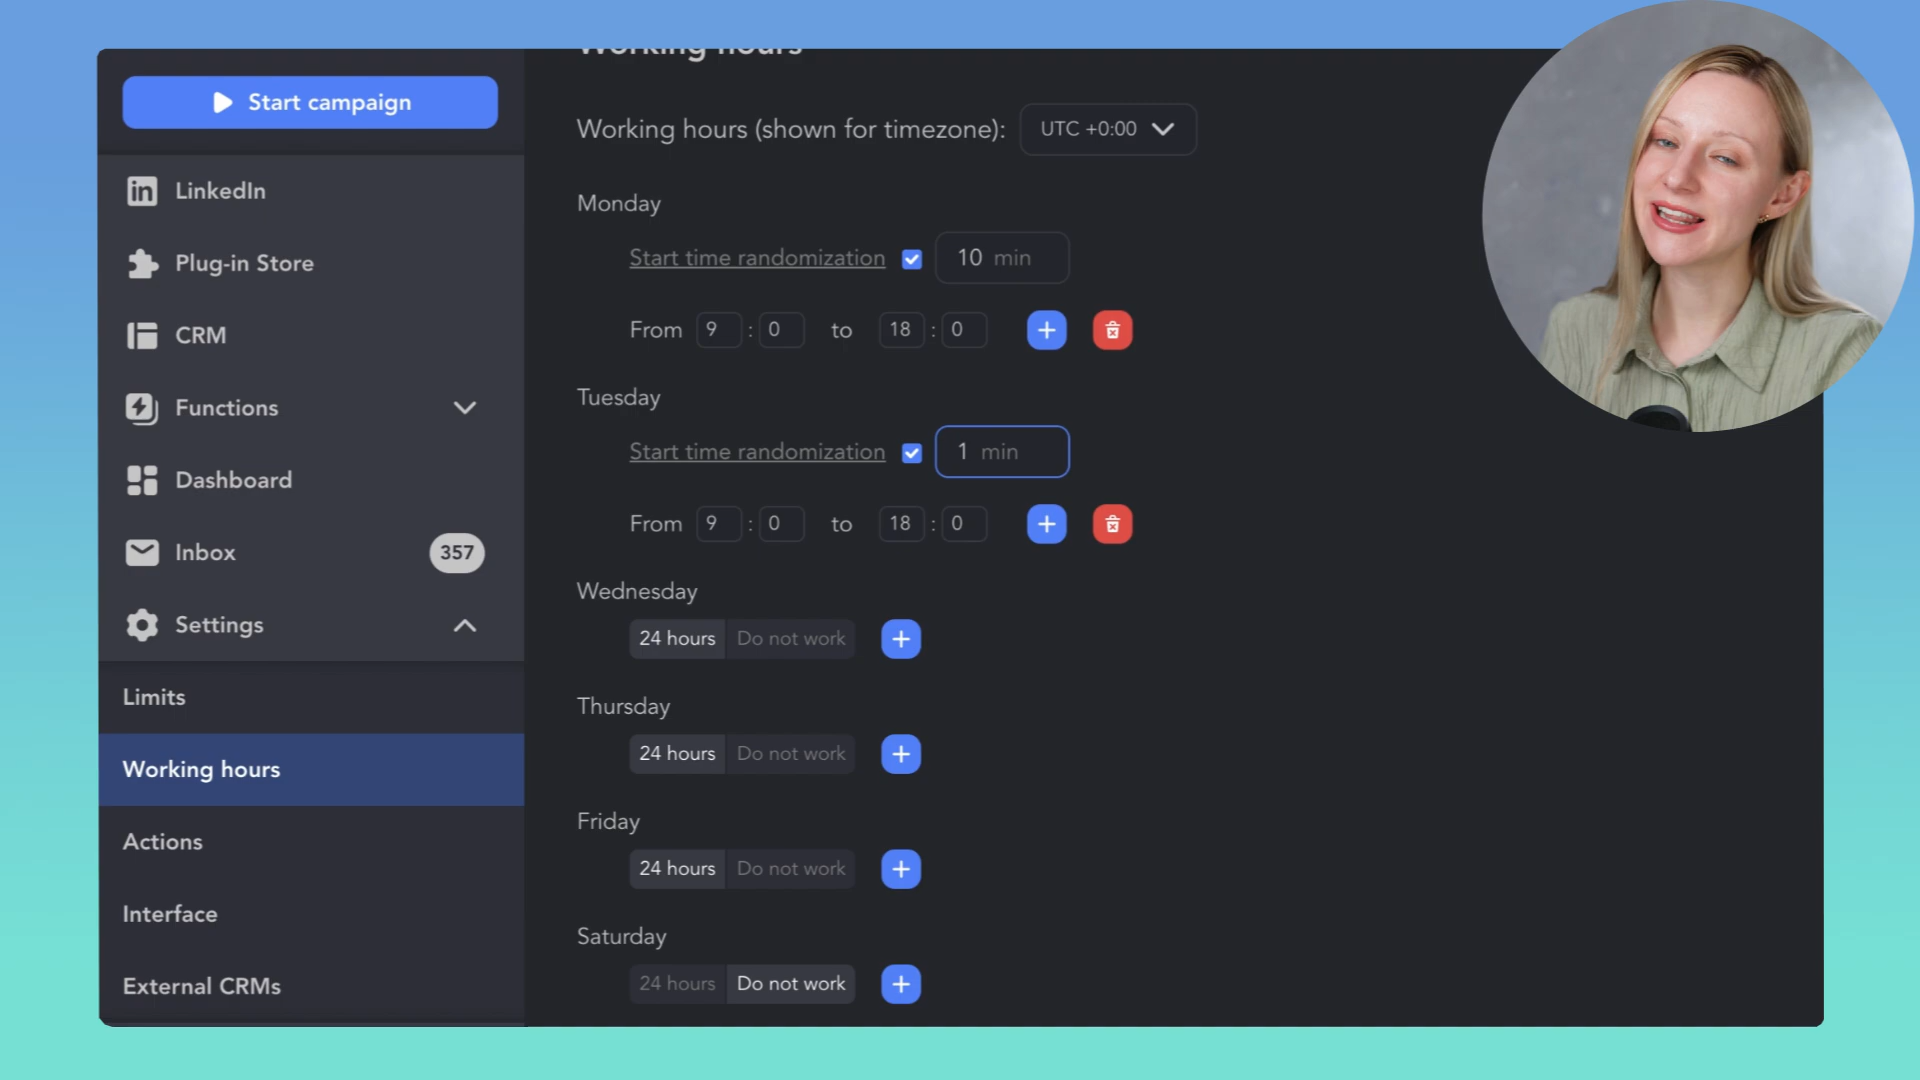 Working hours
Start campaign
Working hours (shown for timezone): UTC +0:00
LinkedIn
Plug-in Store
CRM
Functions
Dashboard
Inbox 357
Settings
Limits
Working hours
Actions
Interface
External CRMs
Monday
Start time randomization 10 min
From 9 : 0 to 18 : 0
Tuesday
Start time randomization 1 min
From 9 : 0 to 18 : 0
Wednesday
24 hours Do not work
Thursday
24 hours Do not work
Friday
24 hours Do not work
Saturday
24 hours Do not work